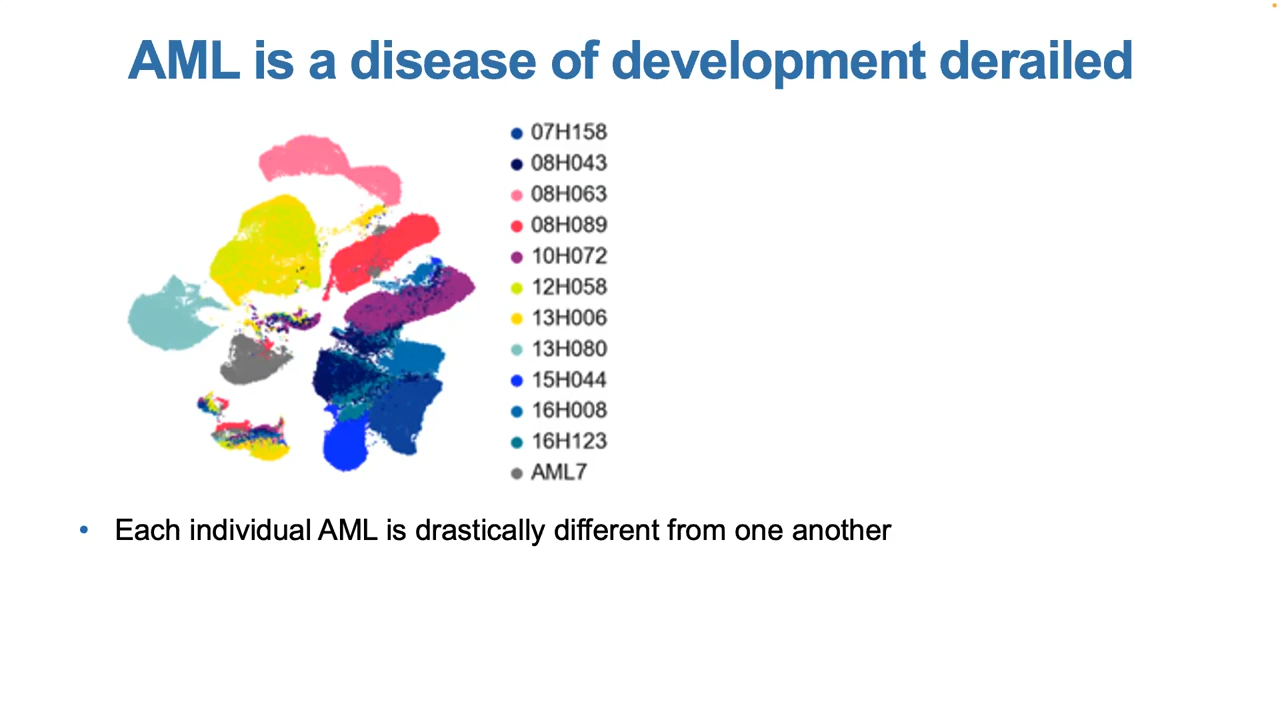 AML is a disease of development derailed
07H158
08H043
08H063
08H089
10H072
12H058
13H006
13H080
15H044
16H008
16H123
AML7
• Each individual AML is drastically different from one another